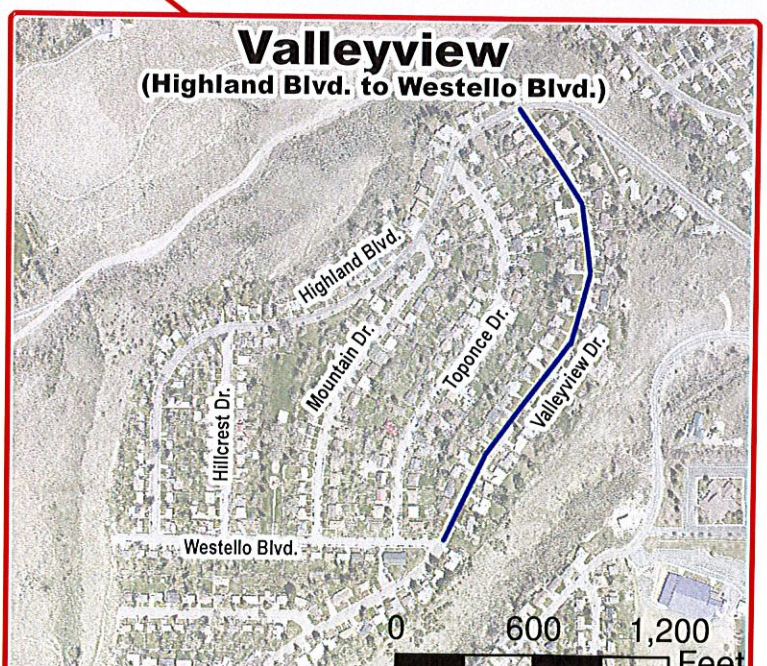 Valleyview
(Highland Blvd. to Westello Blvd.)
Highland Blvd.
Mountain Dr.
Toponce Dr.
Valleyview Dr.
Hillcrest Dr.
Westello Blvd.
0 600 1,200
Feet